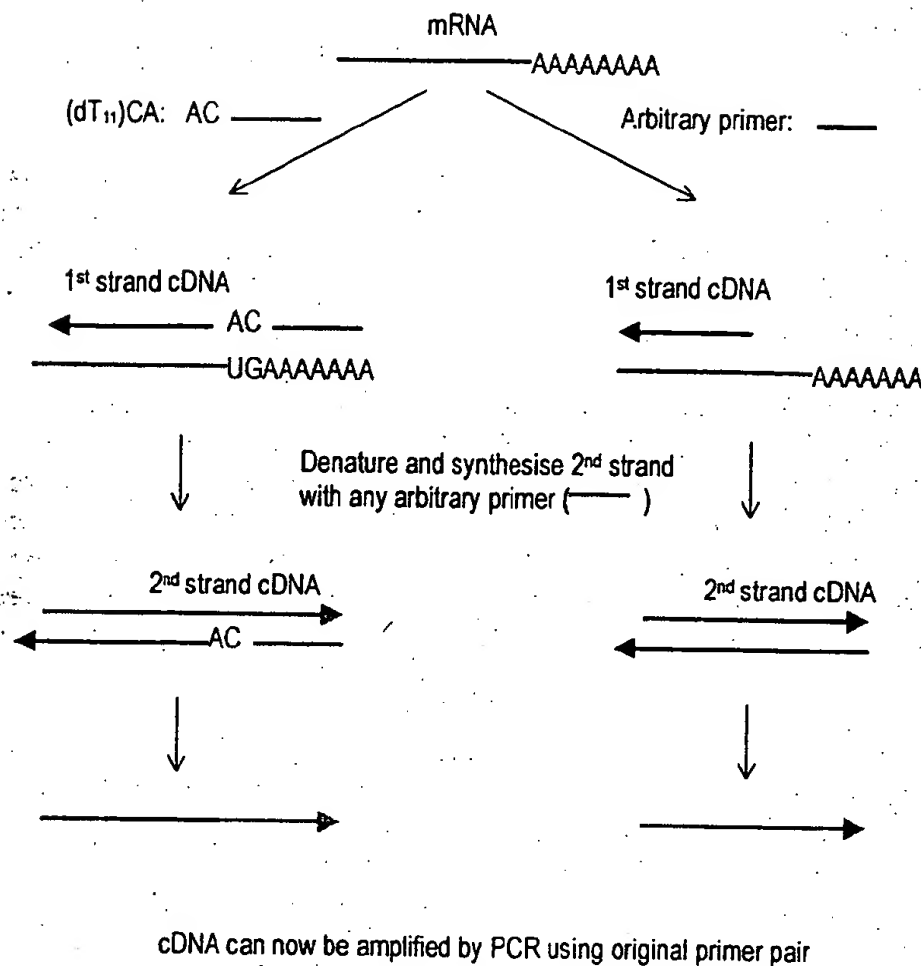 mRNA
AAAAAAAA
(dT₁₁)CA: AC
Arbitrary primer:
1st strand cDNA
AC
UGAAAAAAA
1st strand cDNA
AAAAAAA
Denature and synthesise 2nd strand
with any arbitrary primer ( )
2nd strand cDNA
AC
2nd strand cDNA
cDNA can now be amplified by PCR using original primer pair